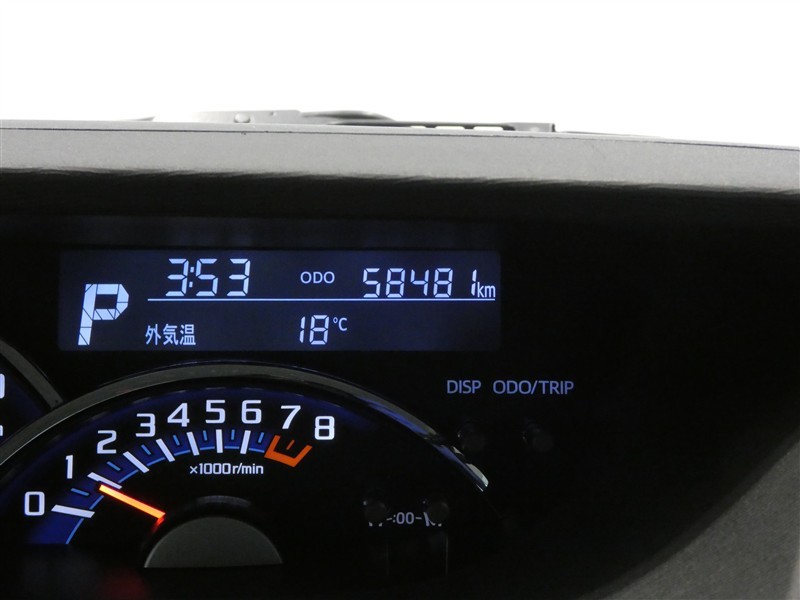 P 3:53 ODO 58481km
外気温 18°C
DISP ODO/TRIP
0 1 2 3 4 5 6 7 8
×1000r/min